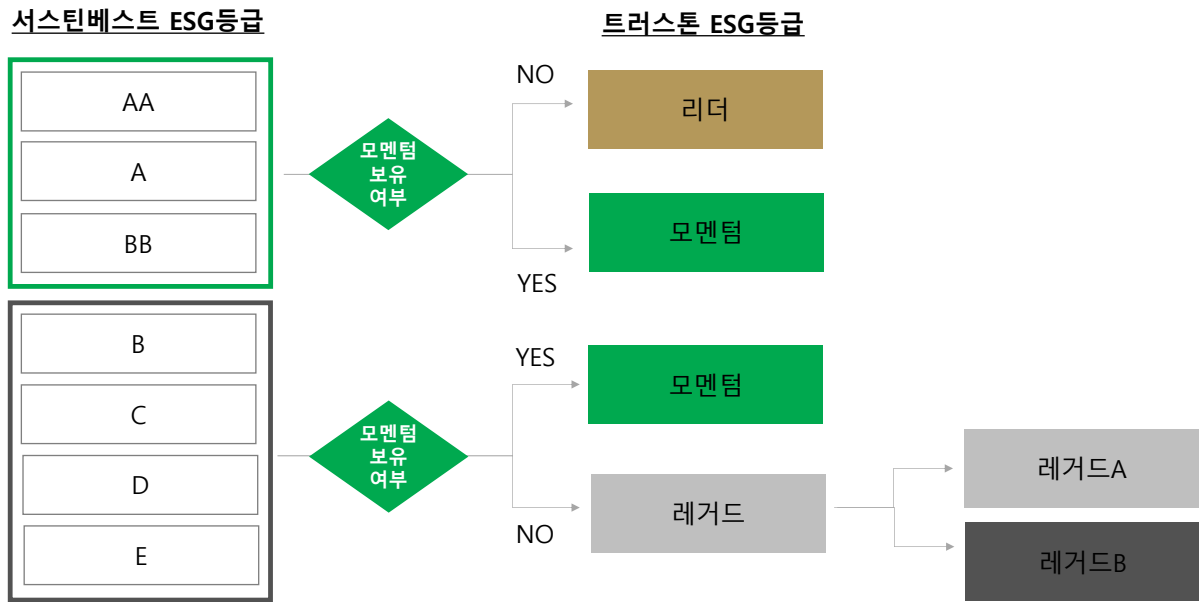 서스틴베스트 ESG등급
트러스톤 ESG등급
AA
A
BB
모멘텀
보유
여부
NO
리더
모멘텀
YES
B
C
D
E
모멘텀
보유
여부
YES
모멘텀
레거드
NO
레거드A
레거드B